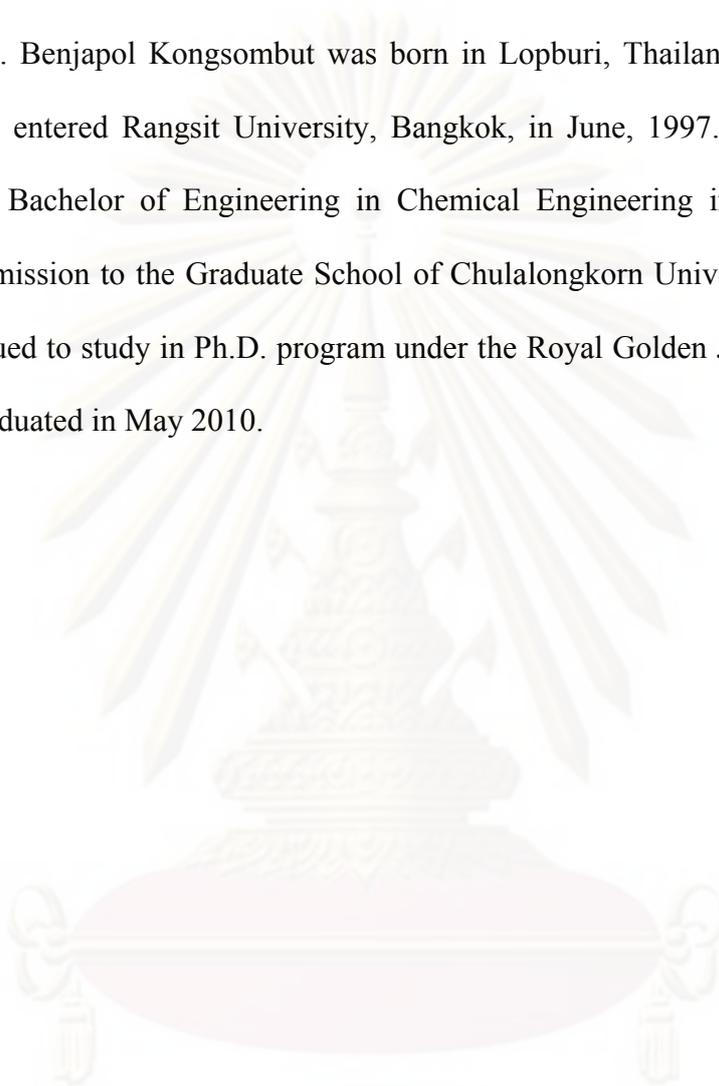 . Benjapol Kongsombut was born in Lopburi, Thailan
entered Rangsit University, Bangkok, in June, 1997.
Bachelor of Engineering in Chemical Engineering i
mission to the Graduate School of Chulalongkorn Univ
ued to study in Ph.D. program under the Royal Golden J
duated in May 2010.